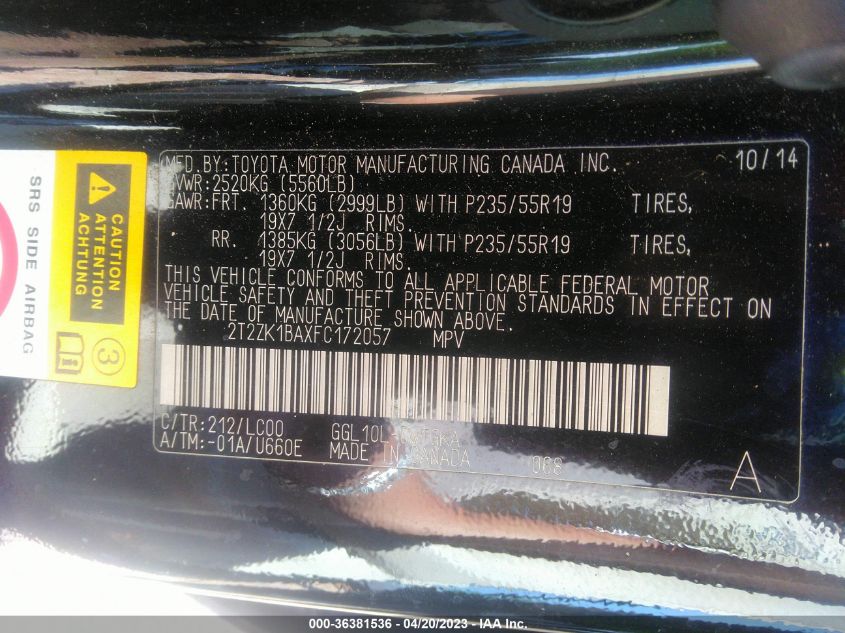 MFD.BY:TOYOTA MOTOR MANUFACTURING CANADA INC. 10/14
GVWR:2520KG (5560LB)
GAWR:FRT. 1360KG (2999LB) WITH P235/55R19 TIRES,
19X7 1/2J RIMS.
RR. 1385KG (3056LB) WITH P235/55R19 TIRES,
19X7 1/2J RIMS.
THIS VEHICLE CONFORMS TO ALL APPLICABLE FEDERAL MOTOR
VEHICLE SAFETY AND THEFT PREVENTION STANDARDS IN EFFECT ON
THE DATE OF MANUFACTURE SHOWN ABOVE.
2T2ZK1BAXFC172057 MPV
C/TR:212/LC00
A/TM:-01A/U660E MADE IN CANADA 068
A
SRS SIDE AIRBAG
CAUTION
ATTENTION
ACHTUNG
3
000-36381536 - 04/20/2023 - IAA Inc.